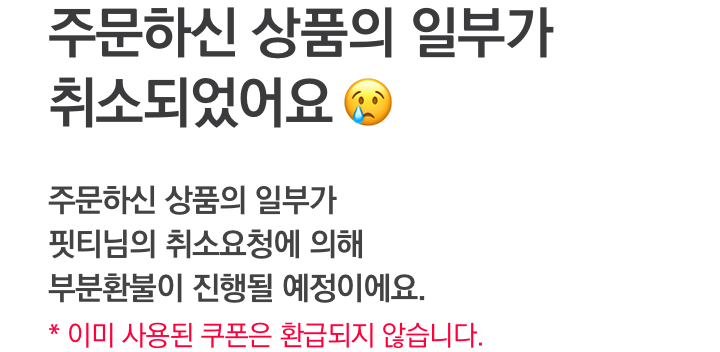 주문하신 상품의 일부가
취소되었어요 😢
주문하신 상품의 일부가
핏티님의 취소요청에 의해
부분환불이 진행될 예정이에요.
* 이미 사용된 쿠폰은 환급되지 않습니다.